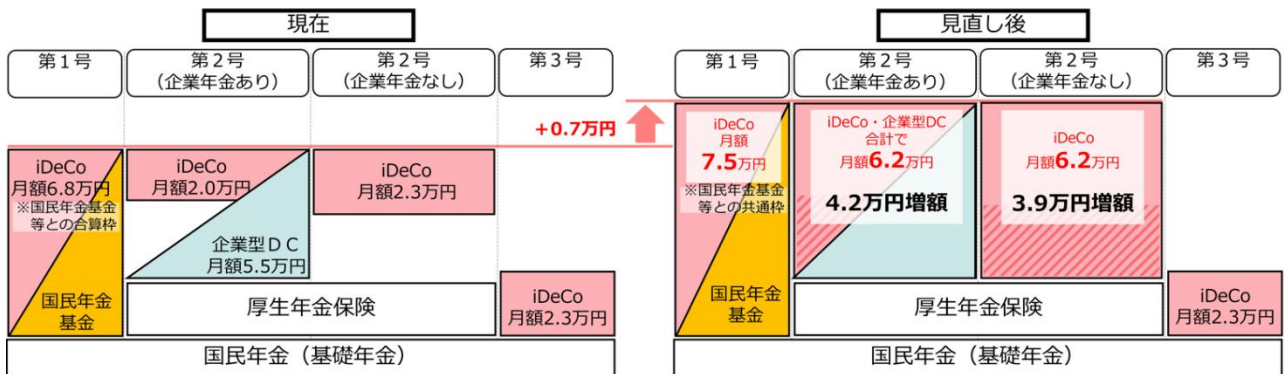 現在
第1号
第2号
（企業年金あり）
第2号
（企業年金なし）
第3号
iDeCo
月額6.8万円
※国民年金基金
等との合算枠
国民年金
基金
iDeCo
月額2.0万円
企業型DC
月額5.5万円
iDeCo
月額2.3万円
厚生年金保険
iDeCo
月額2.3万円
国民年金（基礎年金）
+0.7万円
見直し後
第1号
第2号
（企業年金あり）
第2号
（企業年金なし）
第3号
iDeCo
月額
7.5万円
※国民年金基金
等との共通枠
国民年金
基金
iDeCo・企業型DC
合計で
月額6.2万円
4.2万円増額
iDeCo
月額6.2万円
3.9万円増額
厚生年金保険
iDeCo
月額2.3万円
国民年金（基礎年金）